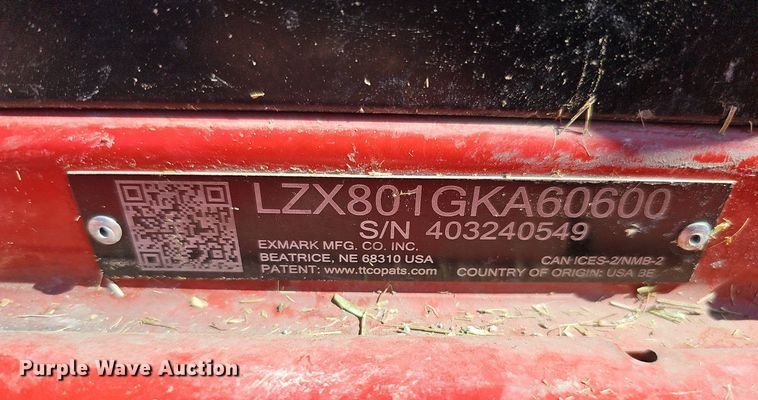 LZX801GKA60600
S/N 403240549
EXMARK MFG. CO. INC.
BEATRICE, NE 68310 USA
PATENT: www.ttcopats.com
CAN ICES-2/NMB-2
COUNTRY OF ORIGIN: USA BE
Purple Wave Auction®